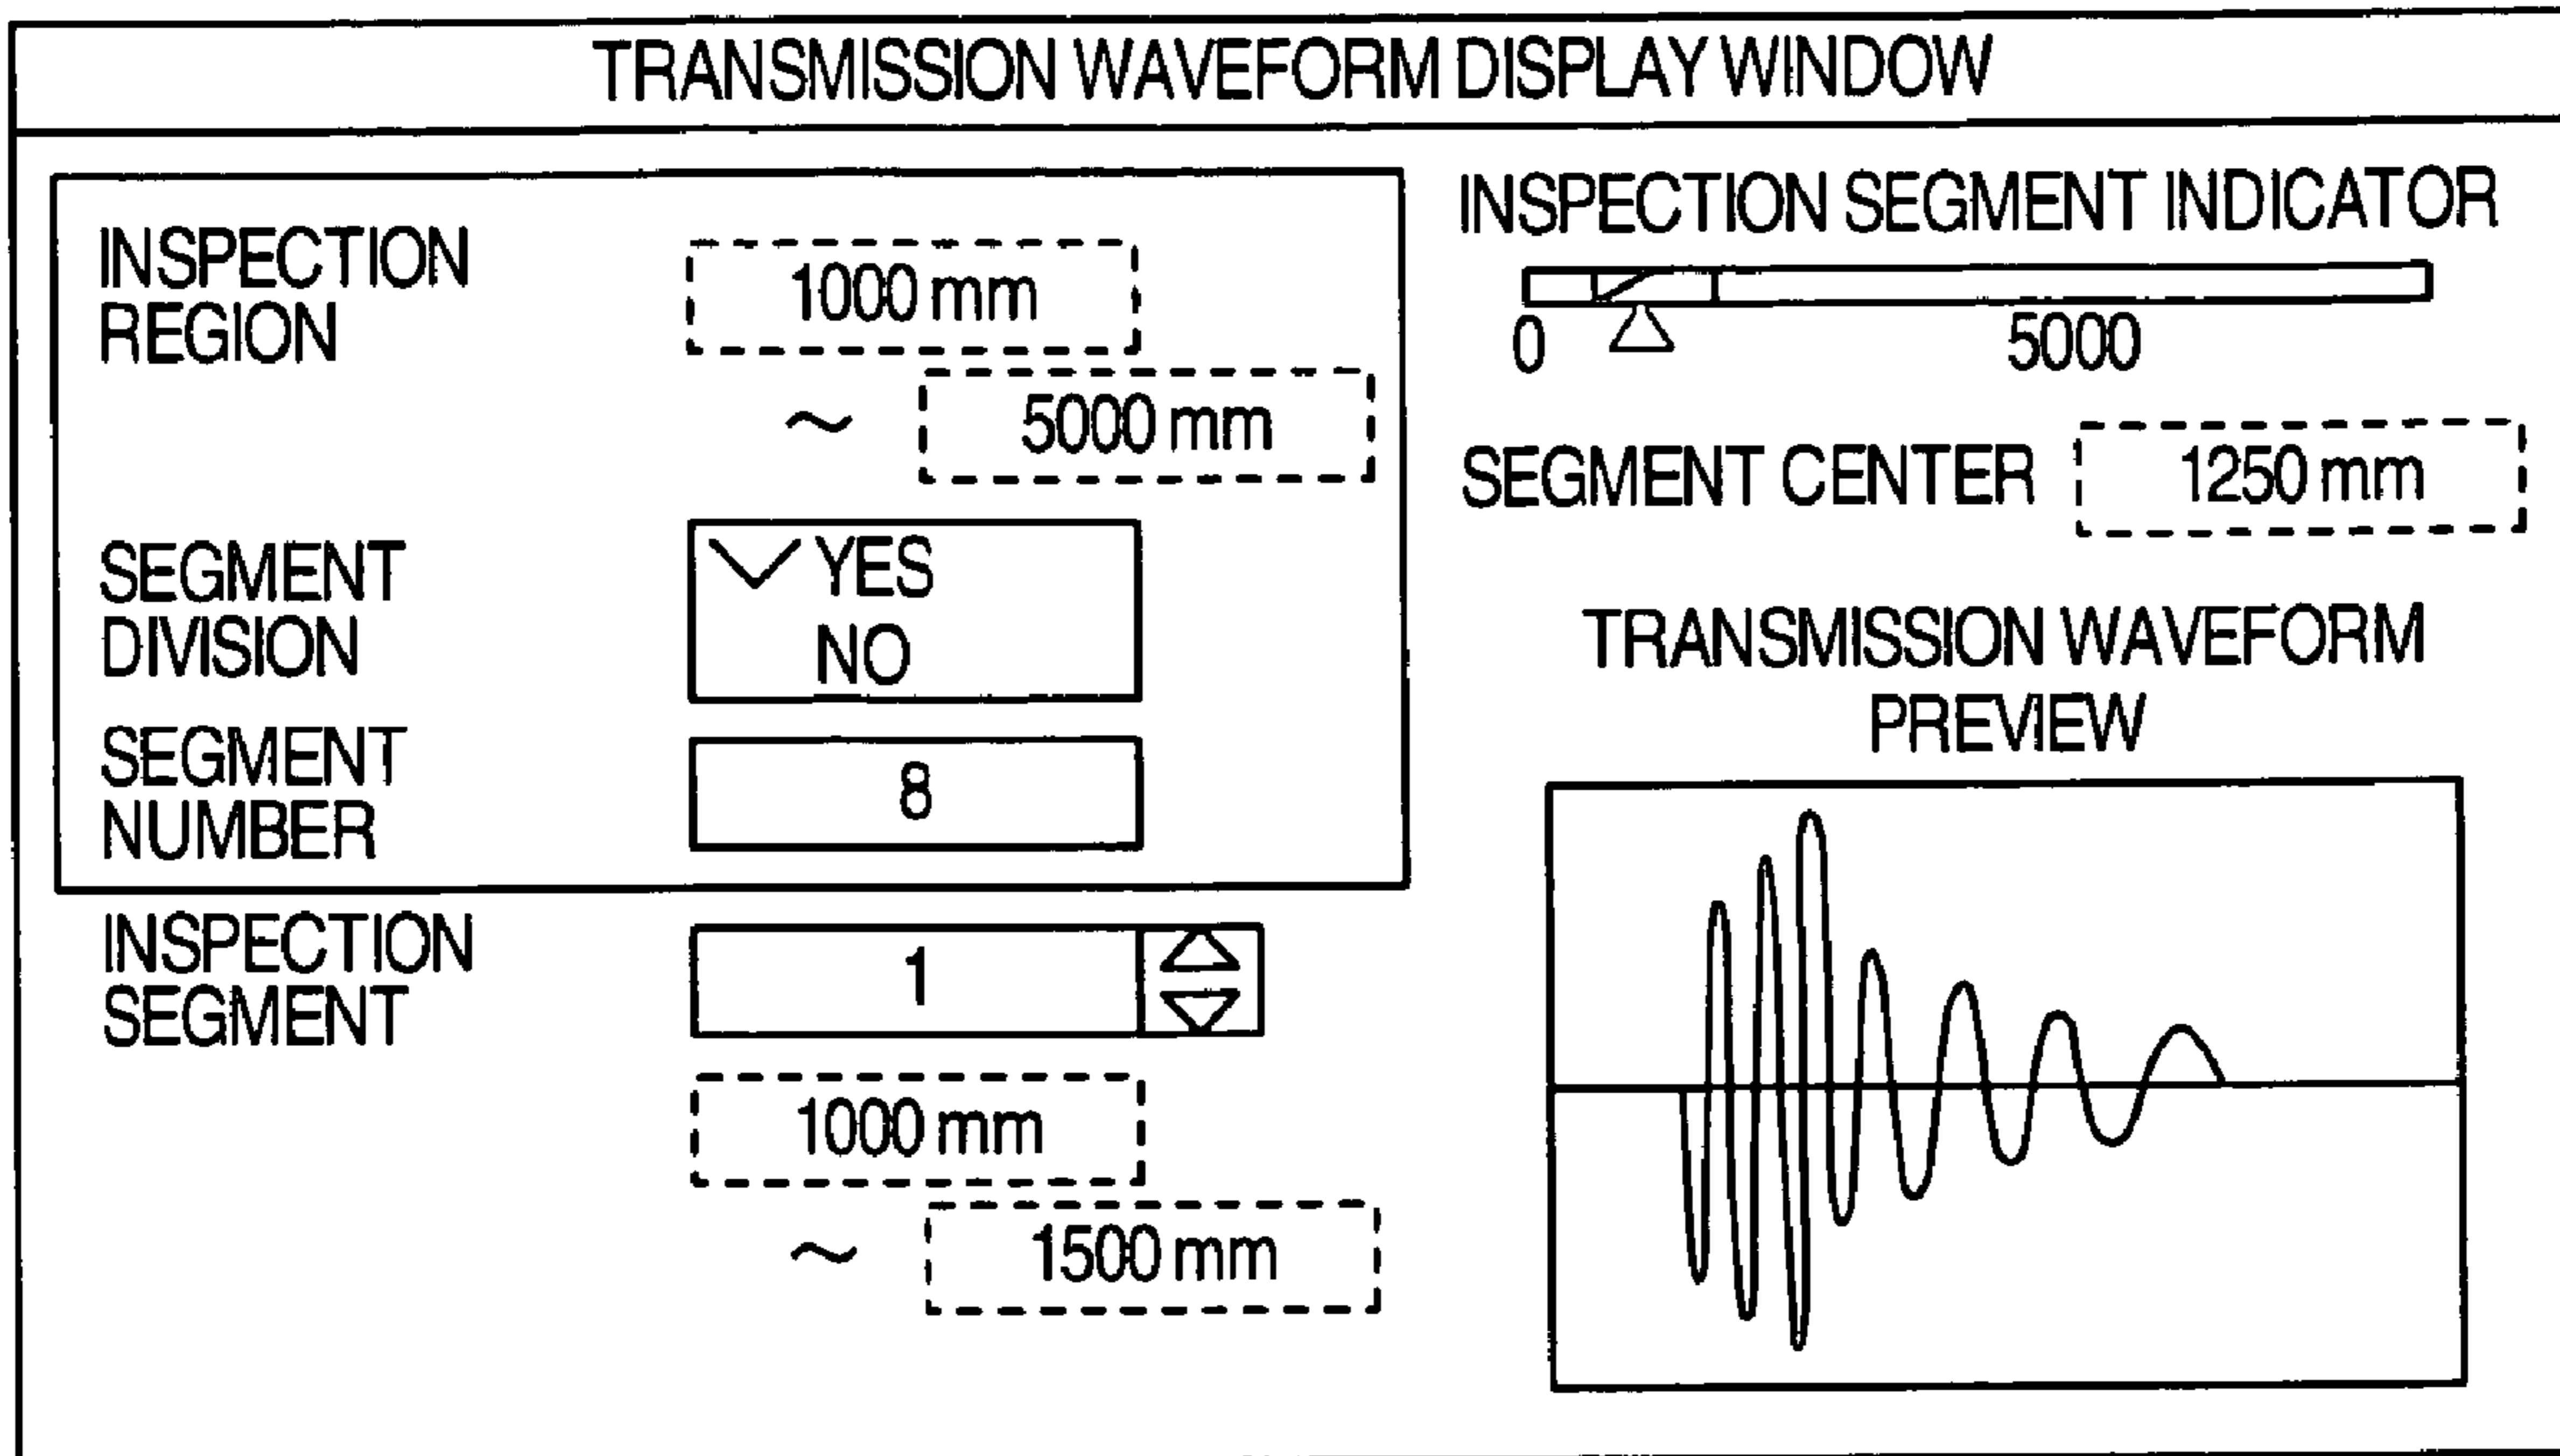 TRANSMISSION WAVEFORM DISPLAY WINDOW
INSPECTION
REGION
1000 mm
~ 5000 mm
SEGMENT
DIVISION
YES
NO
SEGMENT
NUMBER
8
INSPECTION
SEGMENT
1
1000 mm
~ 1500 mm
INSPECTION SEGMENT INDICATOR
0 5000
SEGMENT CENTER 1250 mm
TRANSMISSION WAVEFORM
PREVIEW